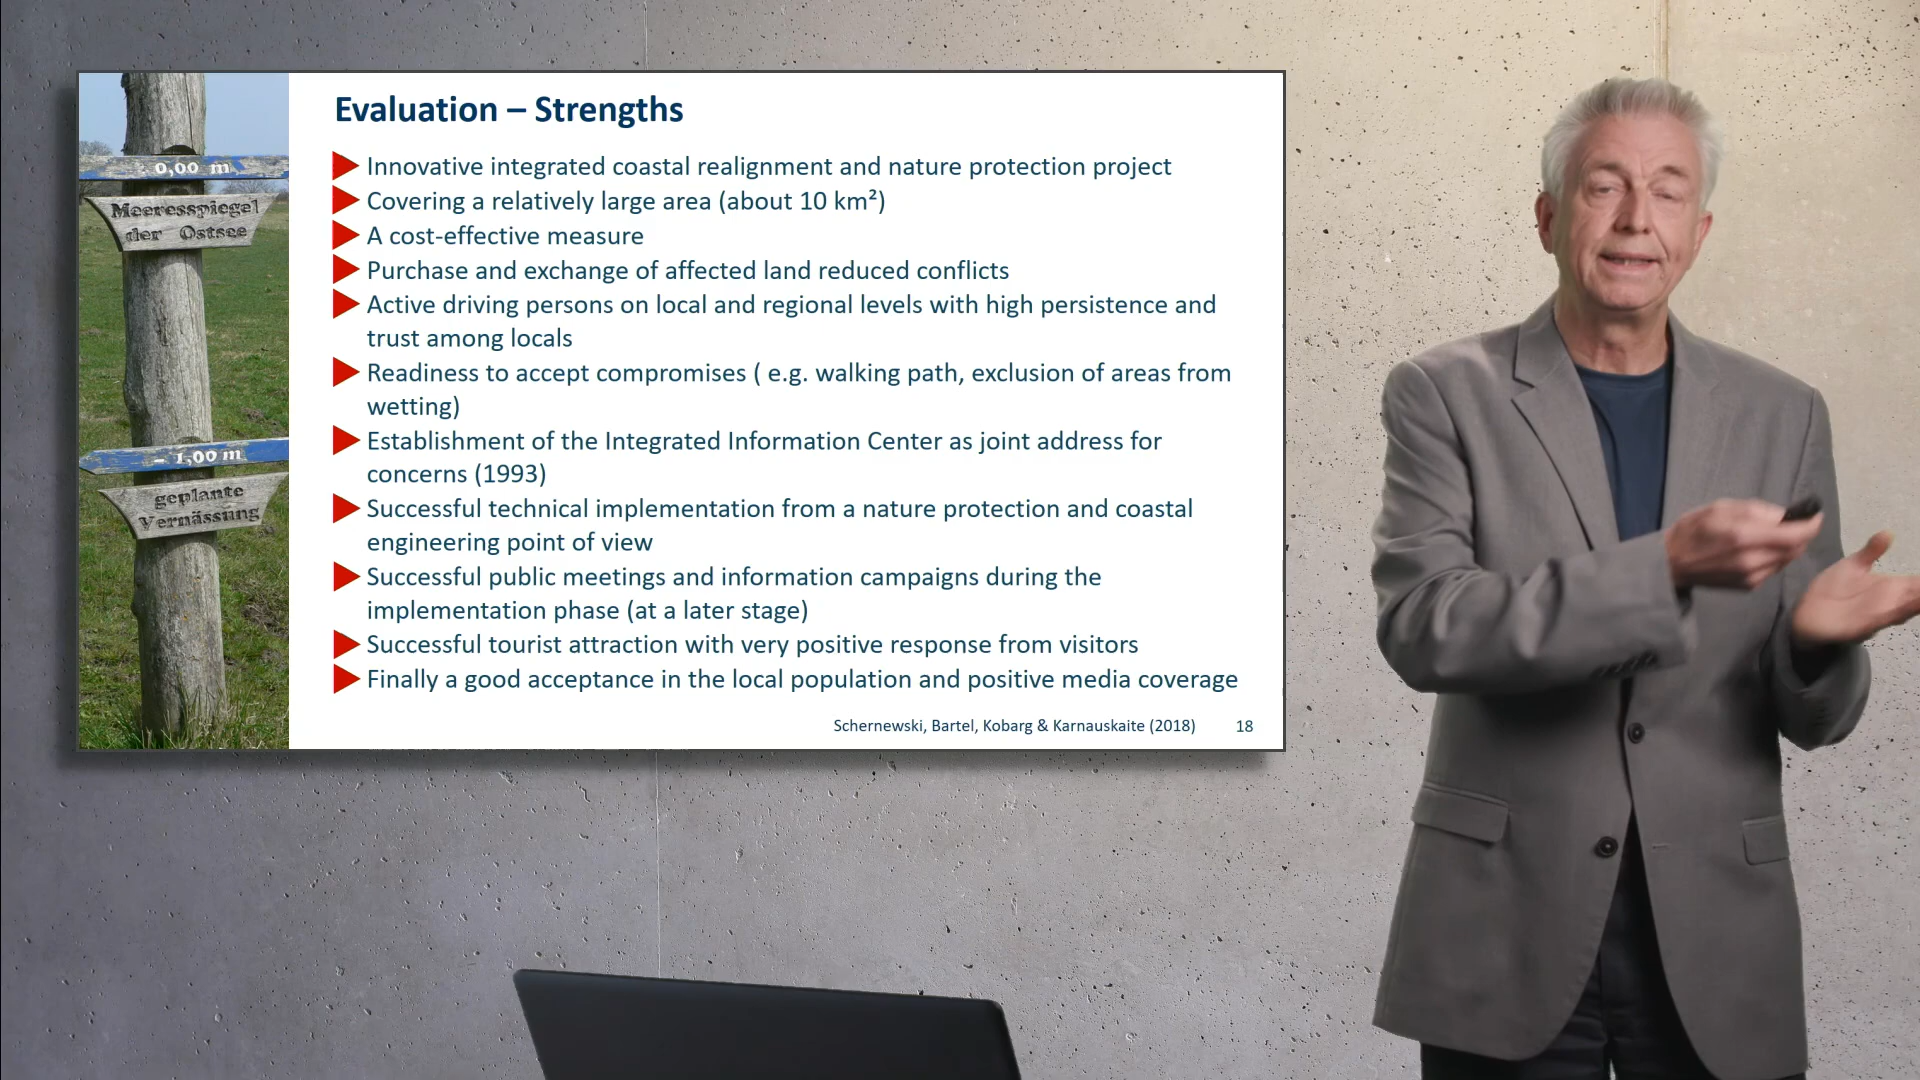 0,00 m
Meeresspiegel
der Ostsee
- 1,00 m
geplante
Vernässung
Evaluation – Strengths
Innovative integrated coastal realignment and nature protection project
Covering a relatively large area (about 10 km²)
A cost-effective measure
Purchase and exchange of affected land reduced conflicts
Active driving persons on local and regional levels with high persistence and
trust among locals
Readiness to accept compromises ( e.g. walking path, exclusion of areas from
wetting)
Establishment of the Integrated Information Center as joint address for
concerns (1993)
Successful technical implementation from a nature protection and coastal
engineering point of view
Successful public meetings and information campaigns during the
implementation phase (at a later stage)
Successful tourist attraction with very positive response from visitors
Finally a good acceptance in the local population and positive media coverage
Schernewski, Bartel, Kobarg & Karnauskaite (2018) 18